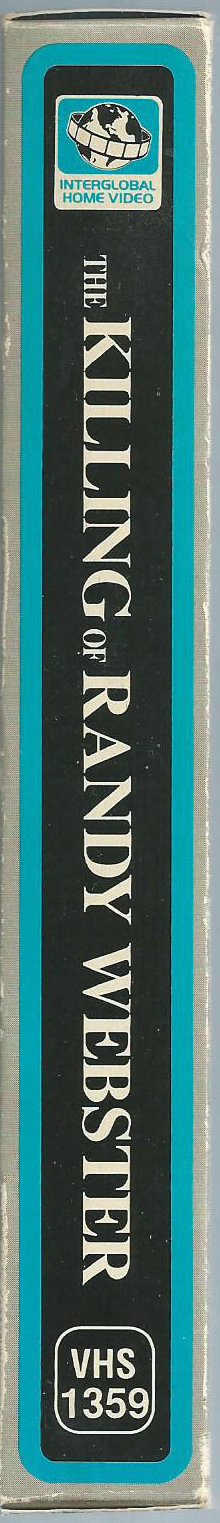 INTERGLOBAL
HOME VIDEO
THE KILLING OF RANDY WEBSTER
VHS
1359